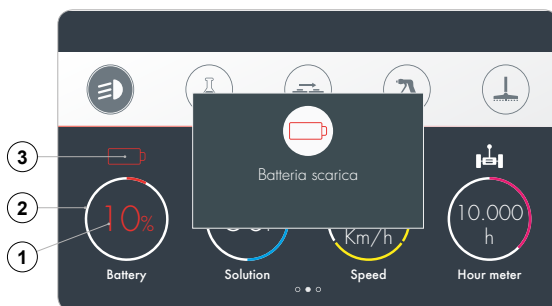 3
2
1
Batteria scarica
10%
Km/h
10.000
h
Battery
Solution
Speed
Hour meter